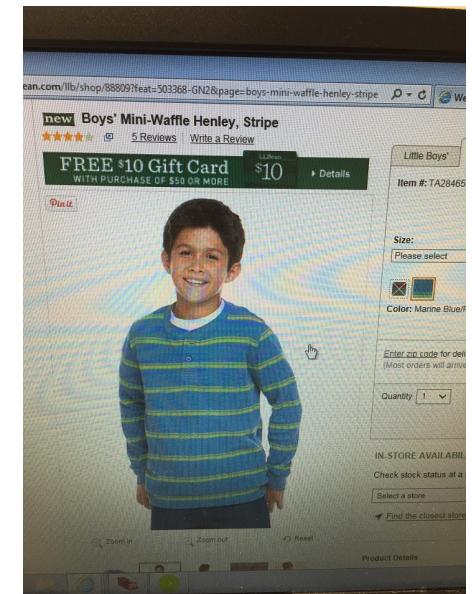 ean.com/llb/shop/88809?feat=503368-GN2&page=boys-mini-waffle-henley-stripe
We
new Boys' Mini-Waffle Henley, Stripe
5 Reviews Write a Review
FREE $10 Gift Card
WITH PURCHASE OF $50 OR MORE
L.L.Bean
$10
Details
Pin it
Little Boys'
Item #: TA28465
Size:
Please select
Color: Marine Blue/
Enter zip code for deli
(Most orders will arrive
Quantity 1
IN-STORE AVAILABIL
Check stock status at a
Select a store
Find the closest store
Zoom in Zoom out Reset
Product Details